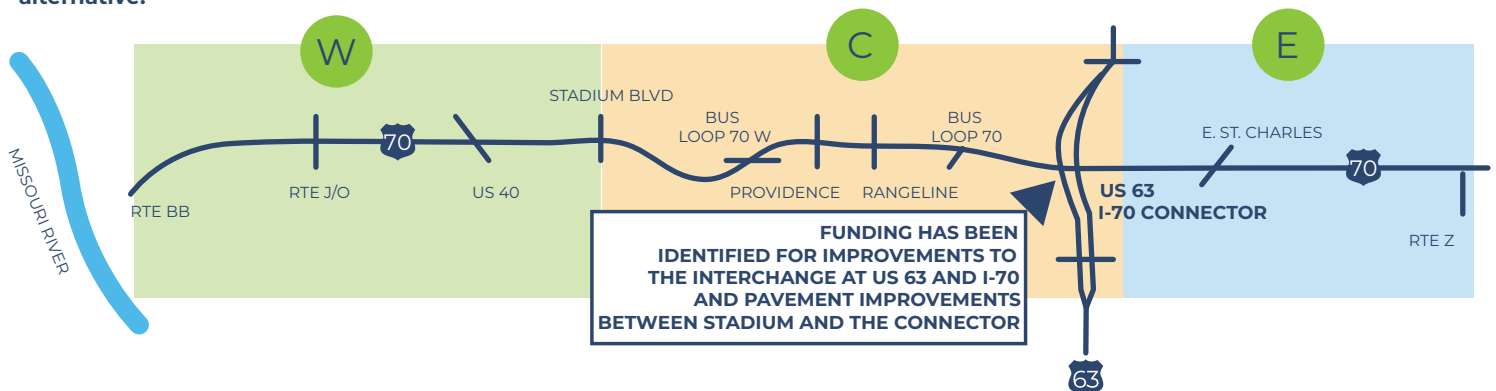 alternative.
W
C
E
STADIUM BLVD
BUS
LOOP 70 W
BUS
LOOP 70
E. ST. CHARLES
70
70
MISSOURI RIVER
RTE BB
RTE J/O
US 40
PROVIDENCE
RANGELINE
US 63
I-70 CONNECTOR
RTE Z
FUNDING HAS BEEN
IDENTIFIED FOR IMPROVEMENTS TO
THE INTERCHANGE AT US 63 AND I-70
AND PAVEMENT IMPROVEMENTS
BETWEEN STADIUM AND THE CONNECTOR
63